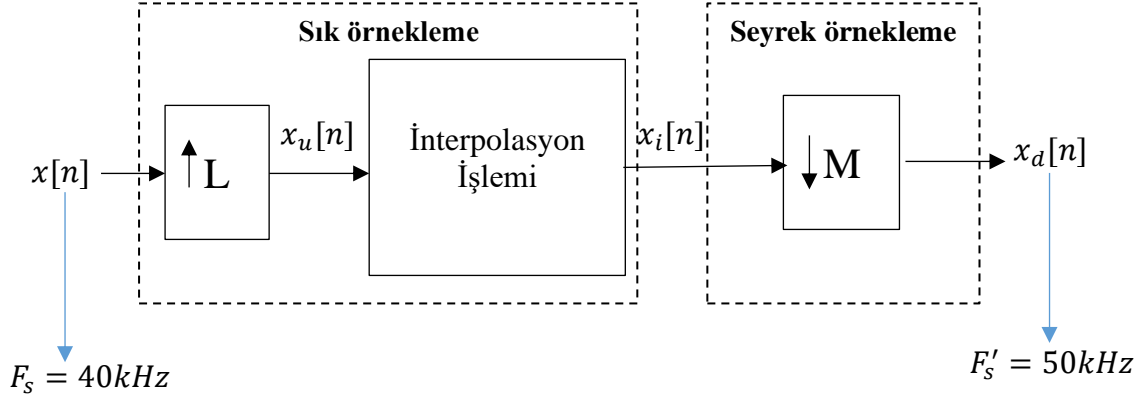 Sık örnekleme
Seyrek örnekleme
x[n]
↑ L
x_u[n]
İnterpolasyon
İşlemi
x_i[n]
↓ M
x_d[n]
F_s = 40kHz
F_s′ = 50kHz